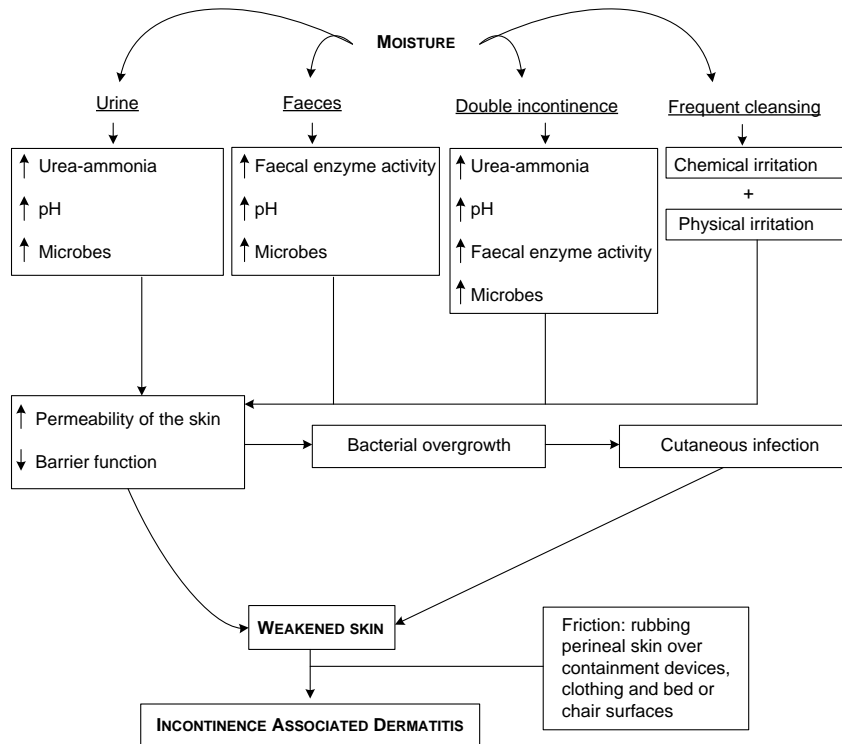 MOISTURE
Urine
Faeces
Double incontinence
Frequent cleansing
↑ Urea-ammonia
↑ pH
↑ Microbes
↑ Faecal enzyme activity
↑ pH
↑ Microbes
↑ Urea-ammonia
↑ pH
↑ Faecal enzyme activity
↑ Microbes
Chemical irritation
+
Physical irritation
↑ Permeability of the skin
↓ Barrier function
Bacterial overgrowth
Cutaneous infection
WEAKENED SKIN
Friction: rubbing
perineal skin over
containment devices,
clothing and bed or
chair surfaces
INCONTINENCE ASSOCIATED DERMATITIS